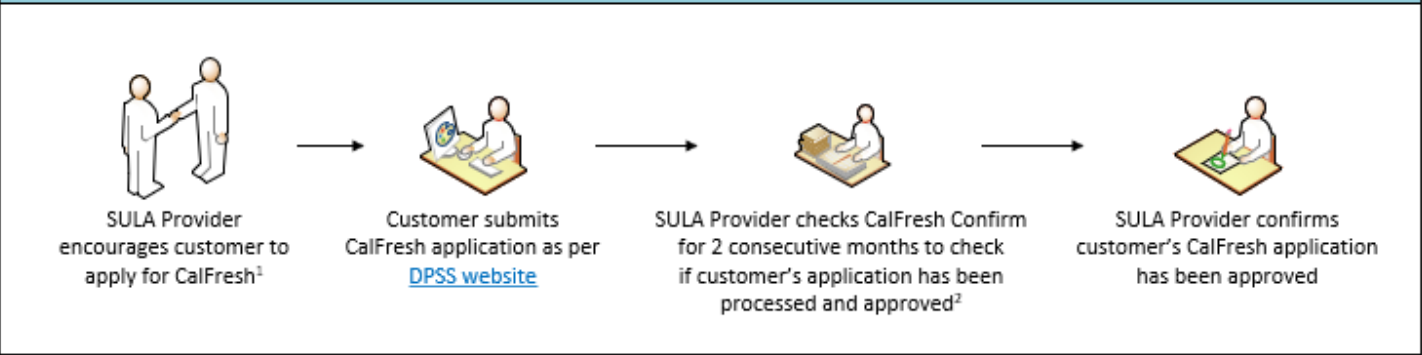 SULA Provider
encourages customer to
apply for CalFresh¹
Customer submits
CalFresh application as per
DPSS website
SULA Provider checks CalFresh Confirm
for 2 consecutive months to check
if customer's application has been
processed and approved²
SULA Provider confirms
customer's CalFresh application
has been approved